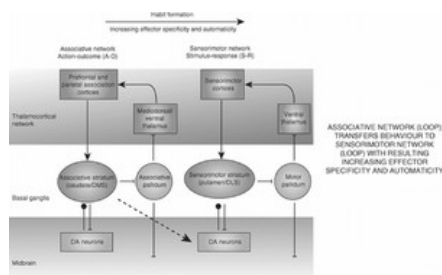 Habit formation
increasing effector specificity and automaticity
Associative network
Action-outcome (A-O)
Sensorimotor network
Stimulus-response (S-R)
Prefrontal and
parietal association
cortices
Sensorimotor
cortices
Mediodorsal/
ventral
thalamus
Ventral
thalamus
Thalamocortical
network
ASSOCIATIVE NETWORK (LOOP)
TRANSFERS BEHAVIOUR TO
SENSORIMOTOR NETWORK
(LOOP) WITH RESULTING
INCREASING EFFECTOR
SPECIFICITY AND AUTOMATICITY
Associative striatum
(caudate/DMS)
Associative
pallidum
Sensorimotor striatum
(putamen/DLS)
Motor
pallidum
Basal ganglia
DA neurons
DA neurons
Midbrain